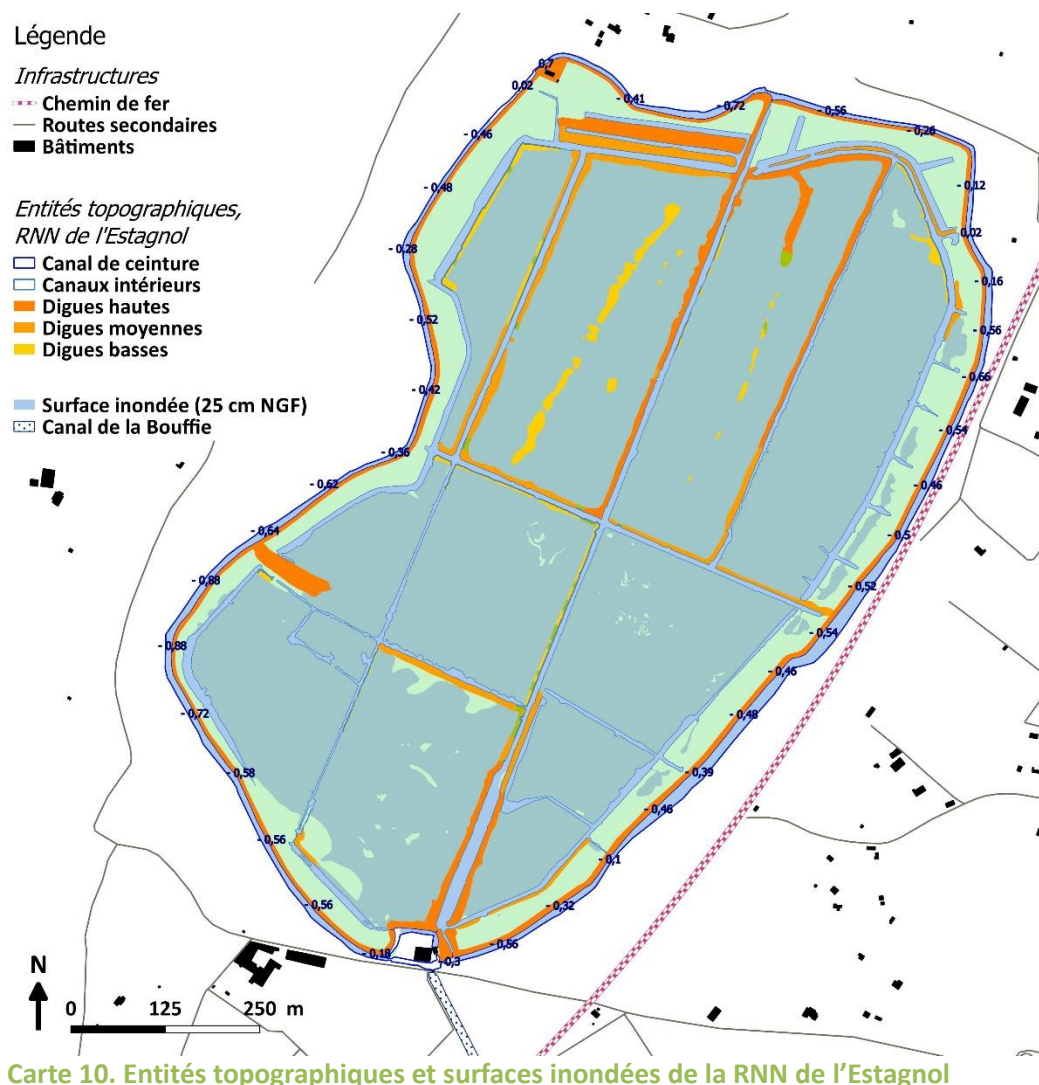 Légende
Infrastructures
Chemin de fer
Routes secondaires
Bâtiments
Entités topographiques,
RNN de l'Estagnol
Canal de ceinture
Canaux intérieurs
Digues hautes
Digues moyennes
Digues basses
Surface inondée (25 cm NGF)
Canal de la Bouffie
0,7
0,02
-0,41
-0,72
-0,56
-0,26
-0,46
-0,12
-0,48
0,02
-0,28
-0,16
-0,52
-0,56
-0,66
-0,42
-0,54
-0,36
-0,46
-0,62
-0,5
-0,64
-0,88
-0,52
-0,54
-0,88
-0,46
-0,72
-0,48
-0,58
-0,39
-0,46
-0,56
-0,1
-0,56
-0,32
-0,56
-0,18
-0,3
N
0 125 250 m
Carte 10. Entités topographiques et surfaces inondées de la RNN de l'Estagnol